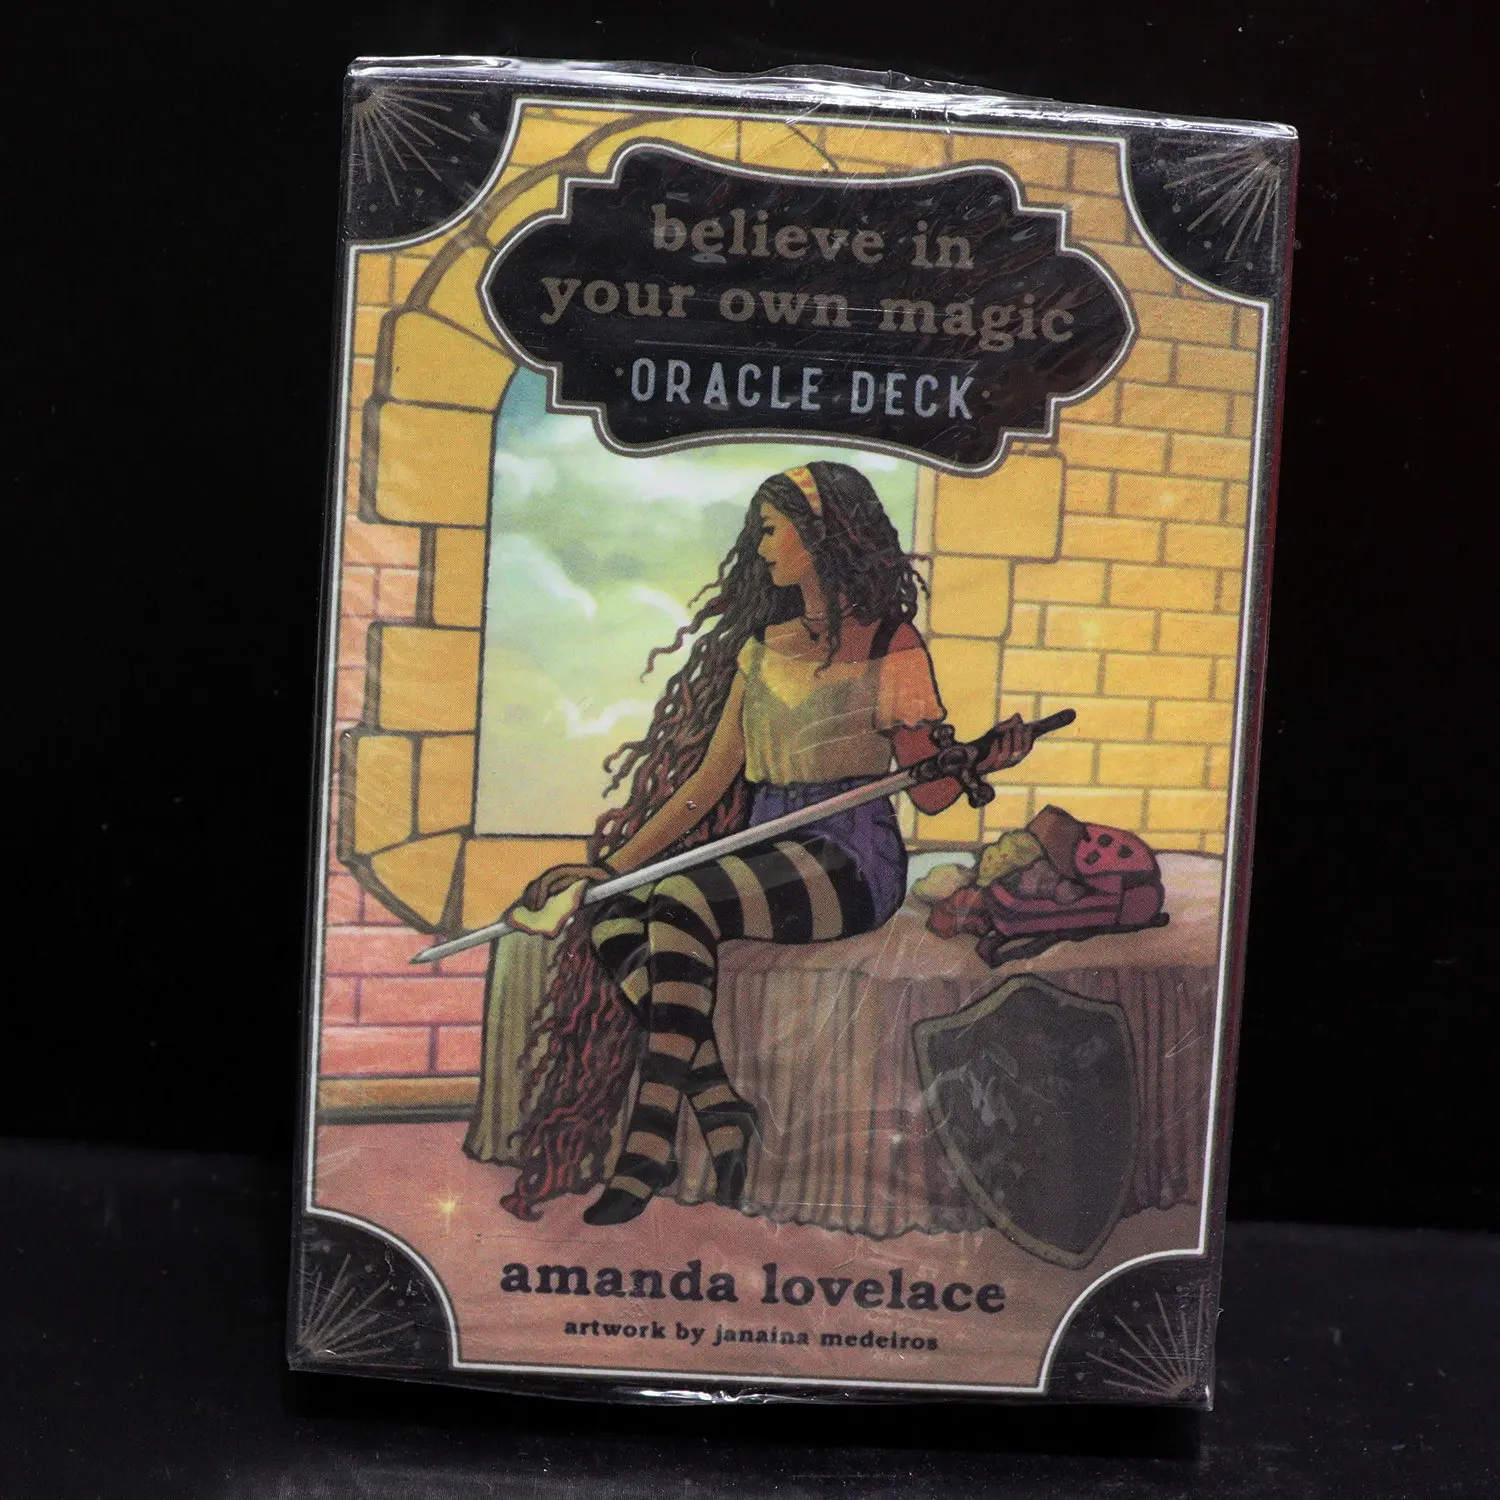 believe in
your own magic
ORACLE DECK
amanda lovelace
artwork by janaina medeiros